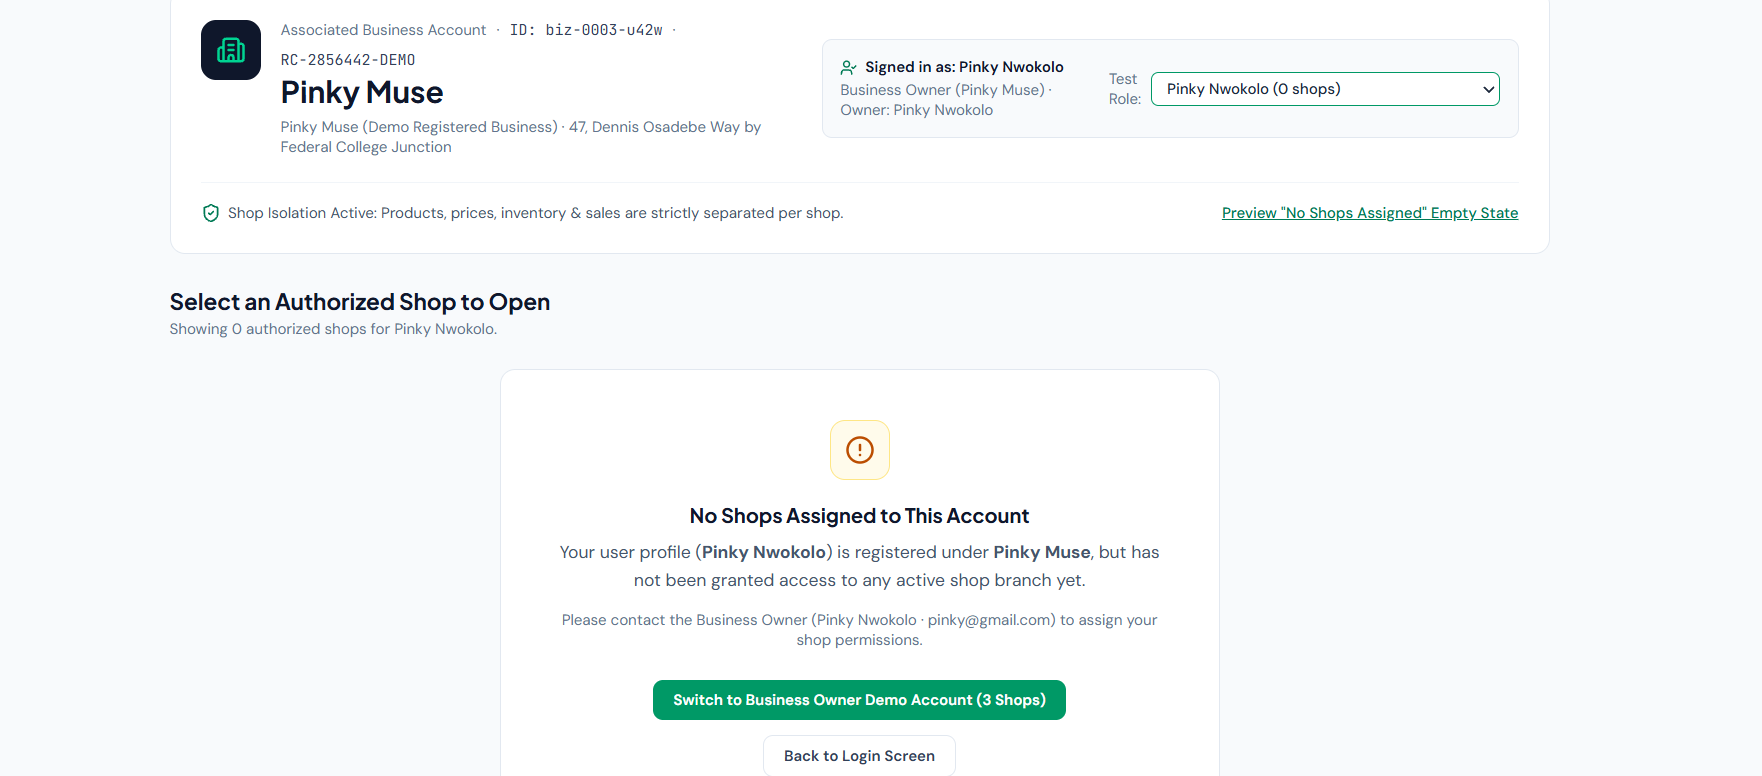 Associated Business Account · ID: biz-0003-u42w ·
RC-2856442-DEMO
Pinky Muse
Pinky Muse (Demo Registered Business) · 47, Dennis Osadebe Way by
Federal College Junction
Signed in as: Pinky Nwokolo
Business Owner (Pinky Muse) ·
Owner: Pinky Nwokolo
Test
Role:
Pinky Nwokolo (0 shops)
Shop Isolation Active: Products, prices, inventory & sales are strictly separated per shop.
Preview "No Shops Assigned" Empty State
Select an Authorized Shop to Open
Showing 0 authorized shops for Pinky Nwokolo.
No Shops Assigned to This Account
Your user profile (Pinky Nwokolo) is registered under Pinky Muse, but has
not been granted access to any active shop branch yet.
Please contact the Business Owner (Pinky Nwokolo · pinky@gmail.com) to assign your
shop permissions.
Switch to Business Owner Demo Account (3 Shops)
Back to Login Screen